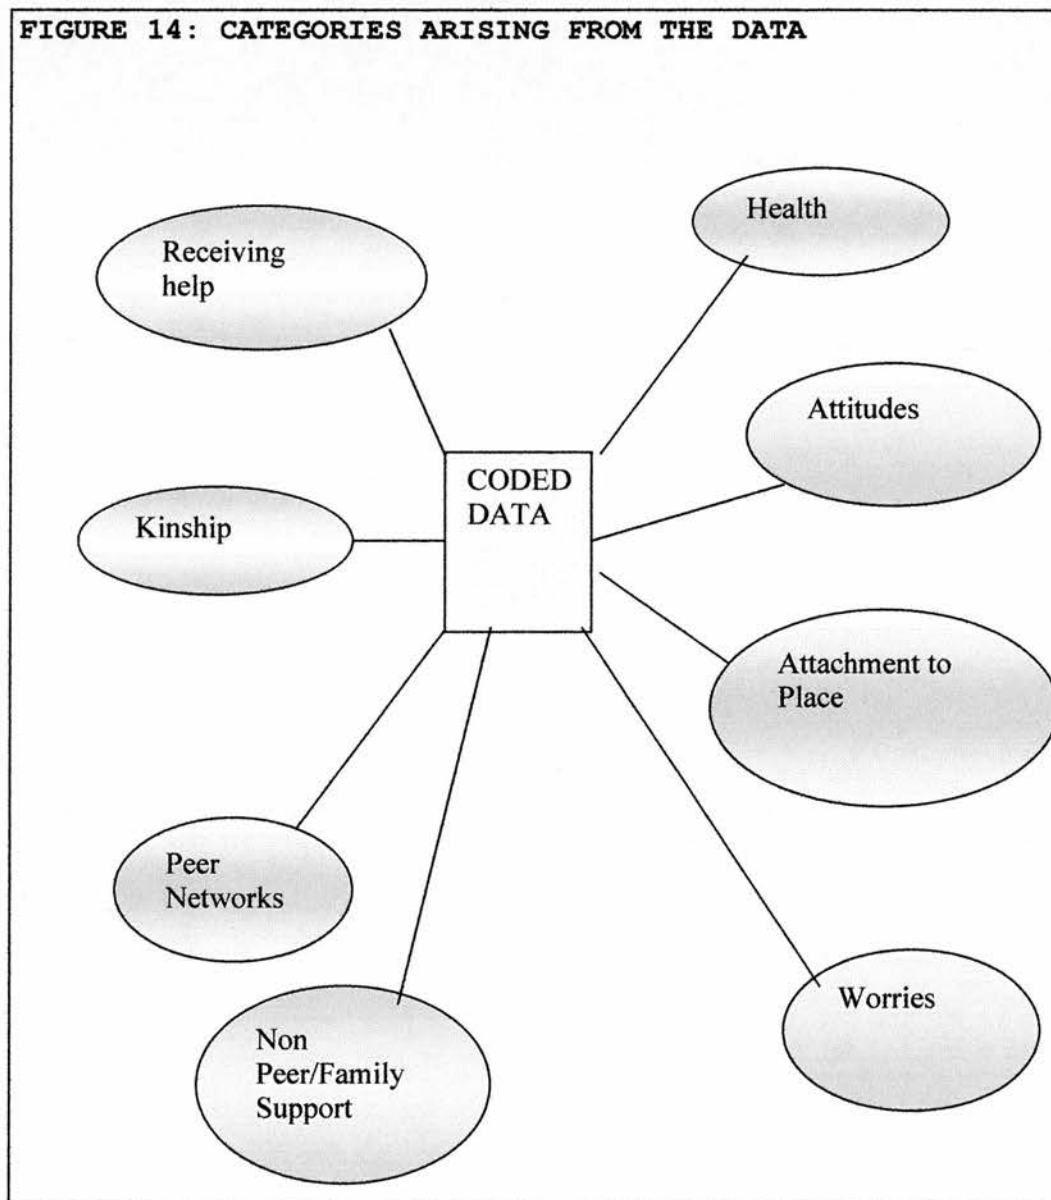 FIGURE 14: CATEGORIES ARISING FROM THE DATA
Health
Receiving
help
Attitudes
CODED
DATA
Kinship
Attachment to
Place
Peer
Networks
Worries
Non
Peer/Family
Support